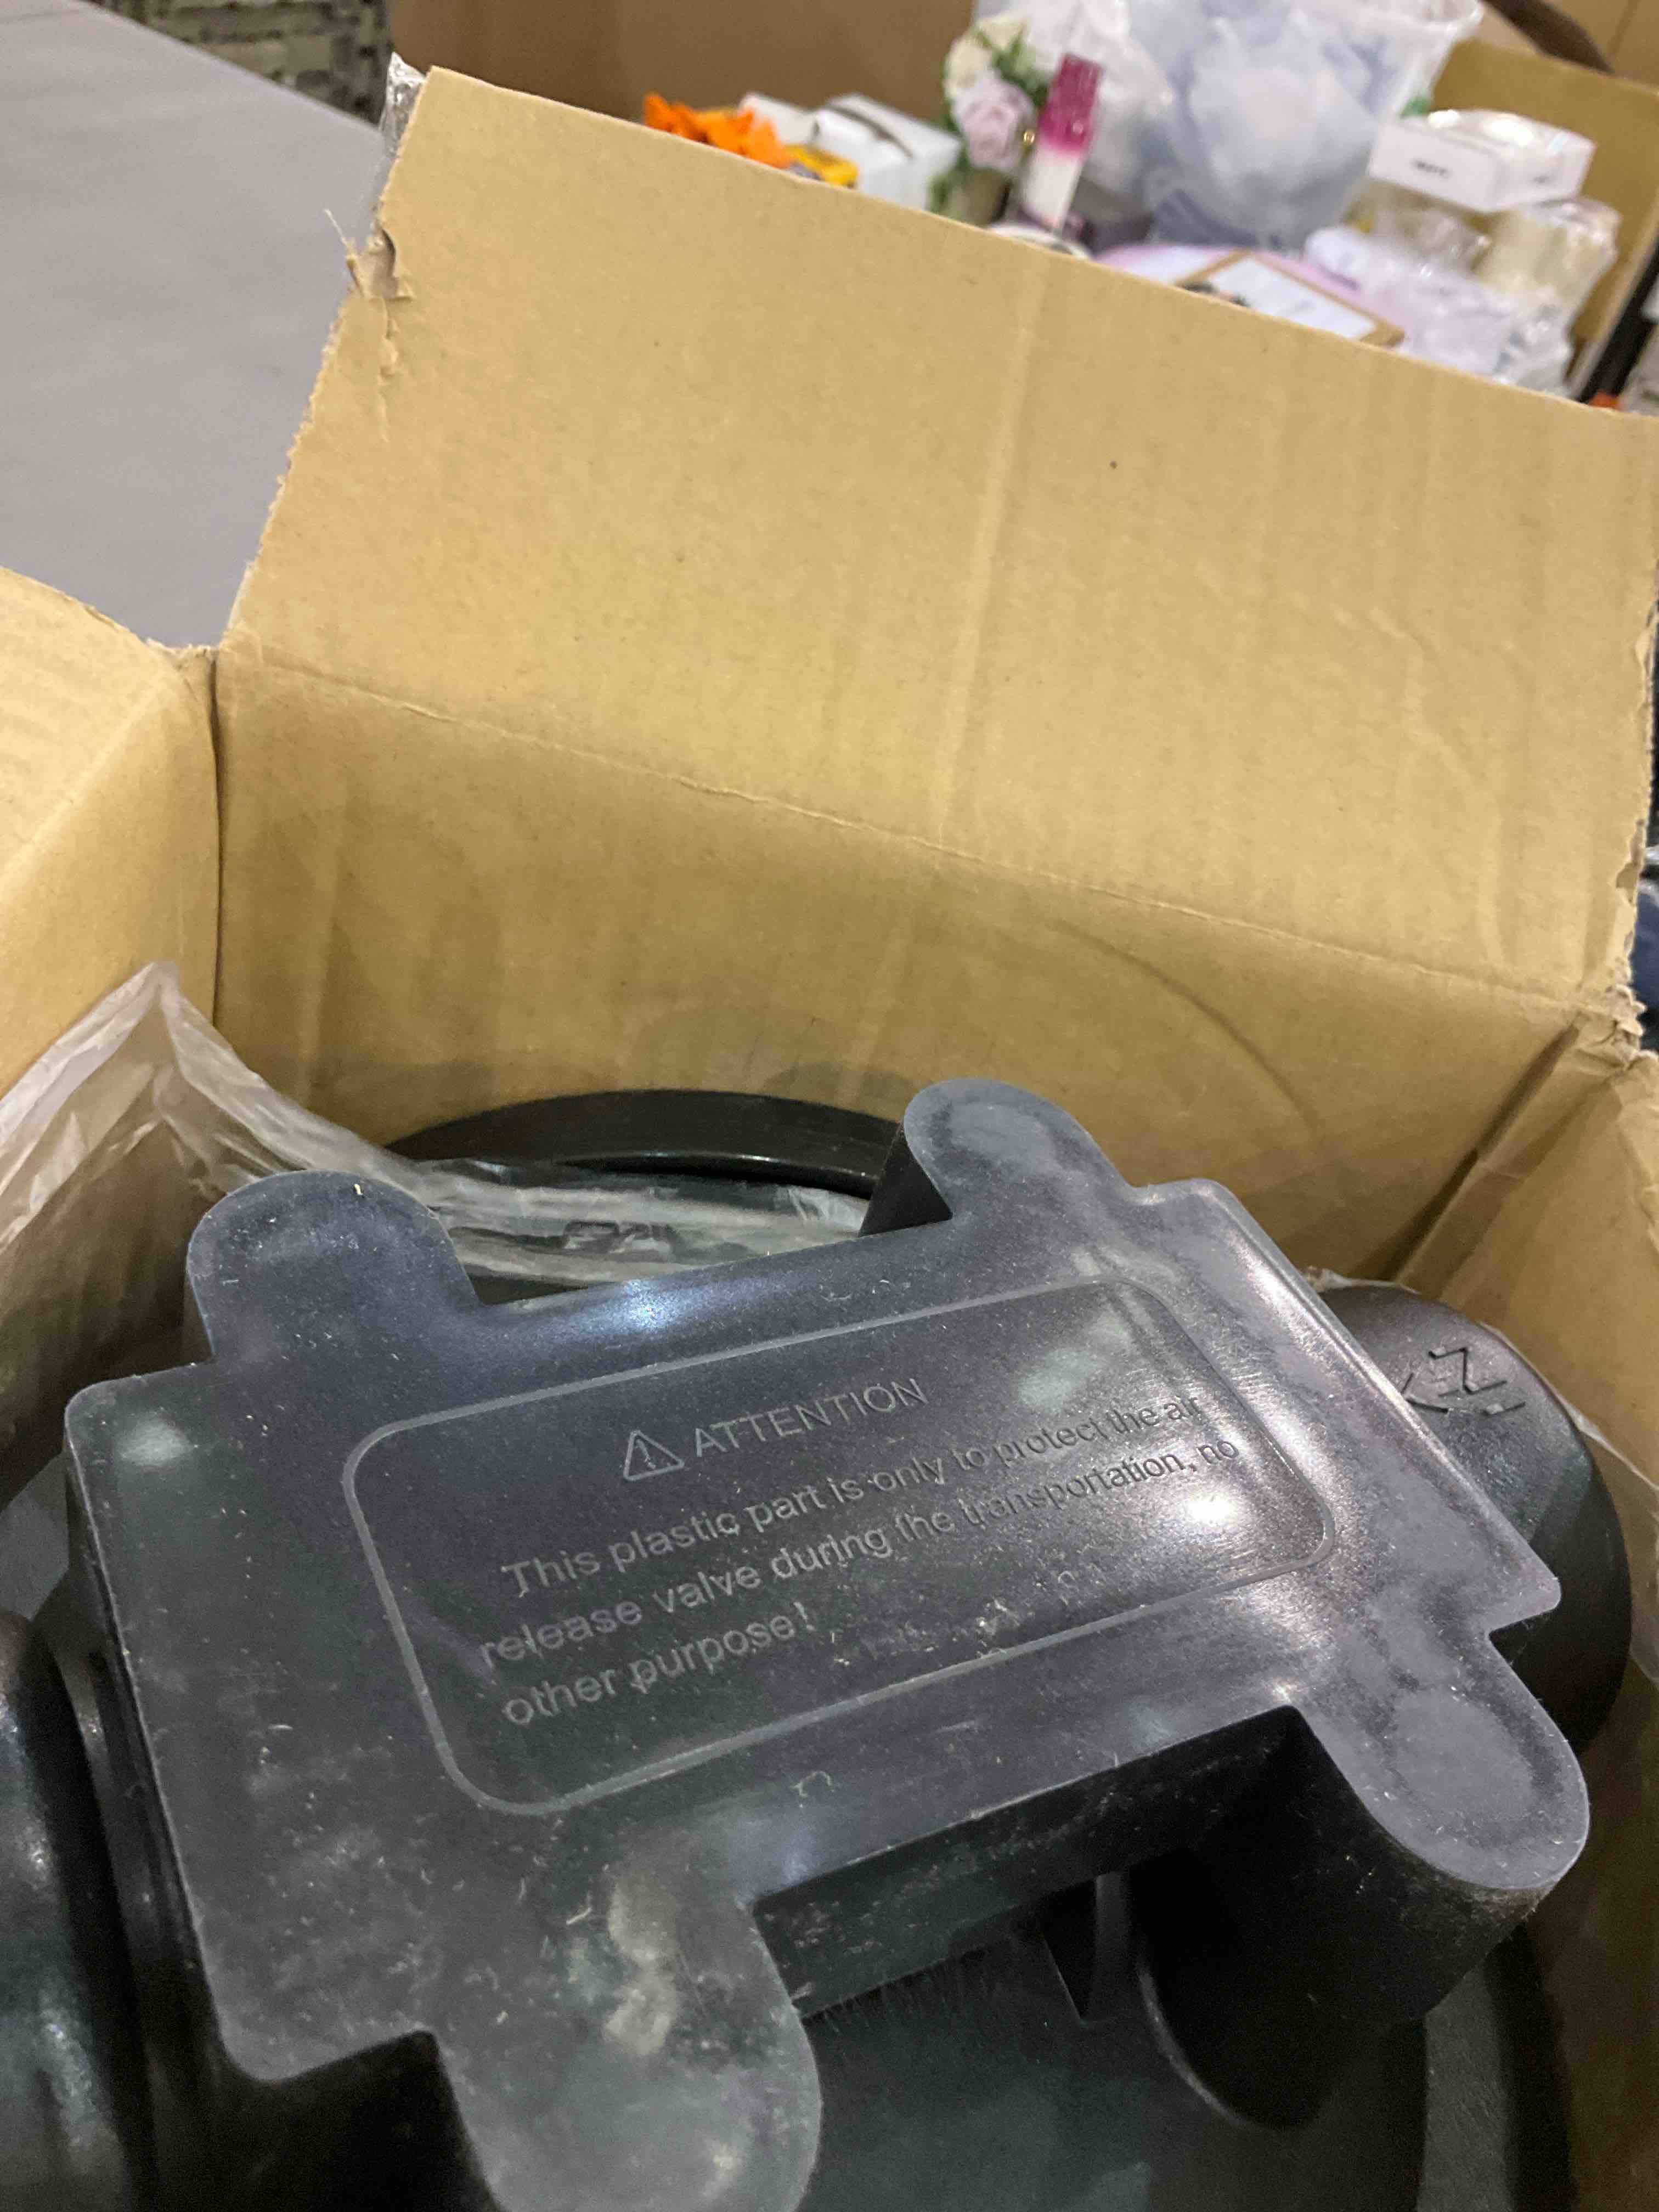 ATTENTION
This plastic part is only to protect the air
release valve during the transportation, no
other purpose!